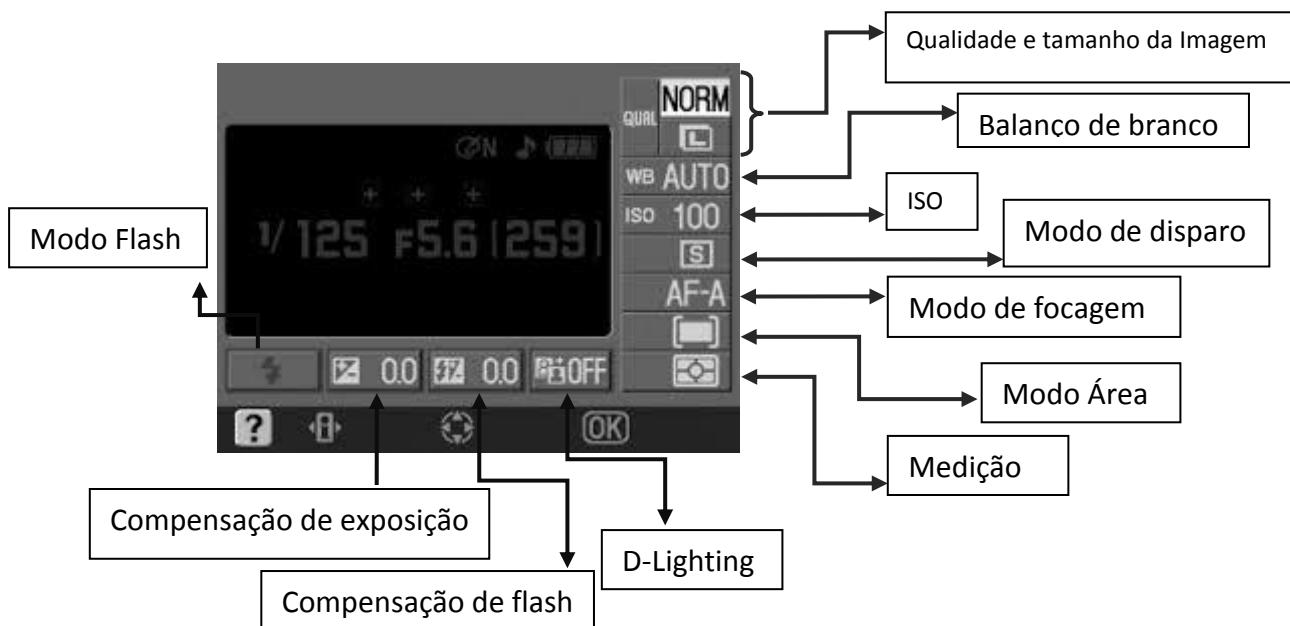 Qualidade e tamanho da Imagem
NORM
QUAL
L
Balanço de branco
WB AUTO
ISO 100
ISO
S
Modo de disparo
AF-A
Modo de focagem
Modo Área
Medição
N
1/125 F5.6 [259]
Modo Flash
0.0
0.0
OFF
?
i
OK
Compensação de exposição
D-Lighting
Compensação de flash